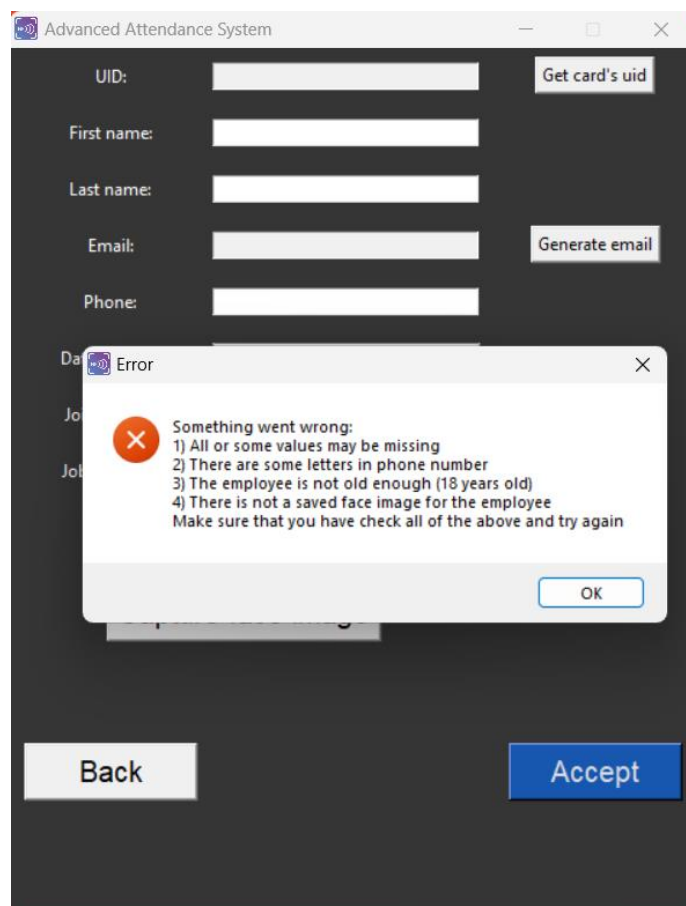 Advanced Attendance System
UID:
Get card's uid
First name:
Last name:
Email:
Generate email
Phone:
Error
Something went wrong:
1) All or some values may be missing
2) There are some letters in phone number
3) The employee is not old enough (18 years old)
4) There is not a saved face image for the employee
Make sure that you have check all of the above and try again
OK
Back
Accept